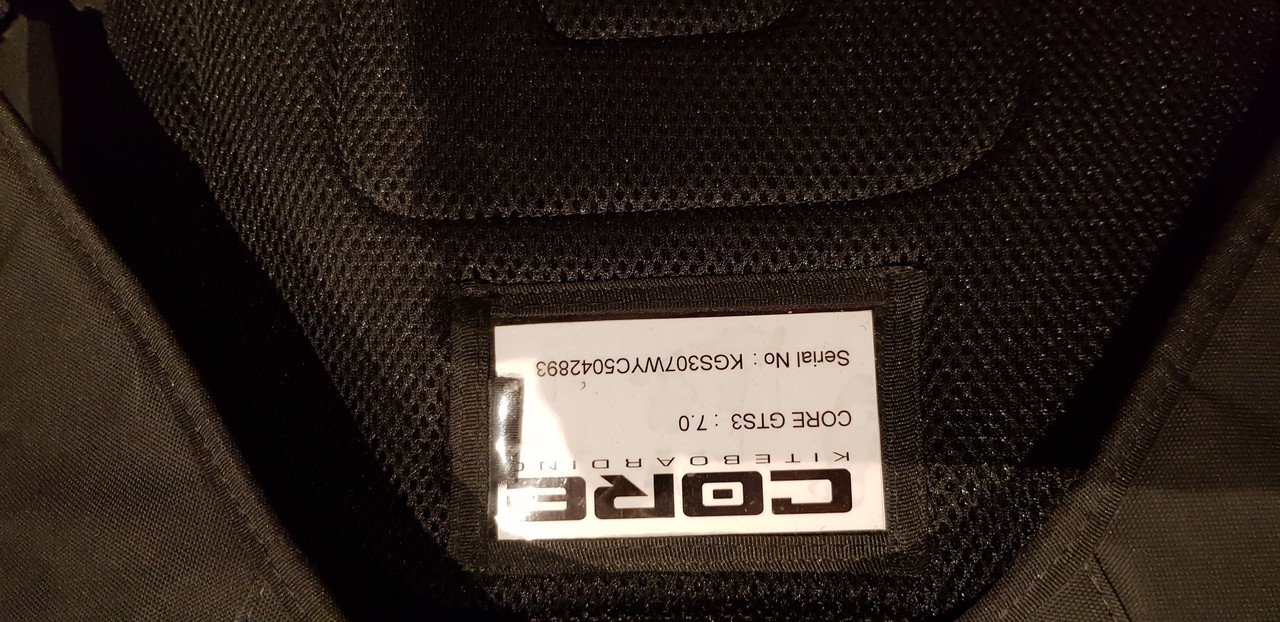 CORE
KITEBOARDING
CORE GTS3 : 7.0
Serial No : KGS307WYC5042893